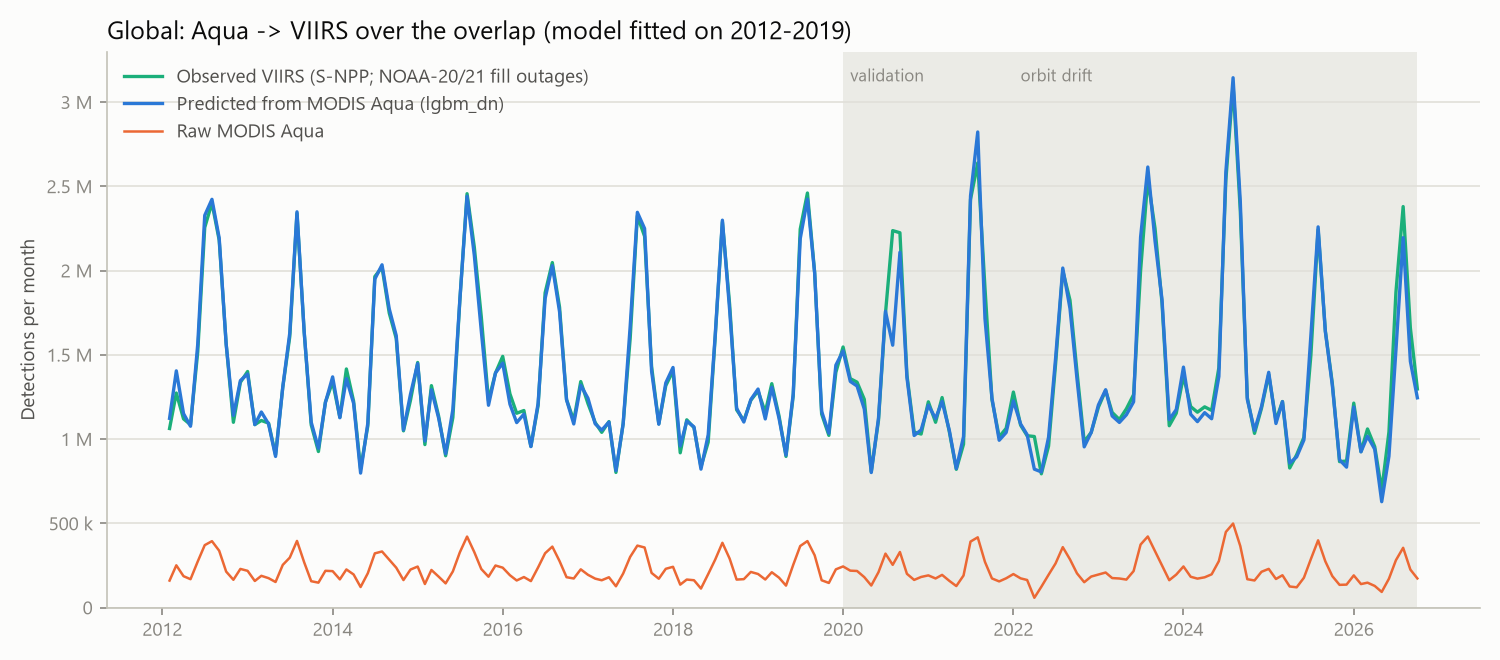 Global: Aqua -> VIIRS over the overlap (model fitted on 2012-2019)
Observed VIIRS (S-NPP; NOAA-20/21 fill outages)
Predicted from MODIS Aqua (lgbm_dn)
Raw MODIS Aqua
validation
orbit drift
Detections per month
3 M
2.5 M
2 M
1.5 M
1 M
500 k
0
2012
2014
2016
2018
2020
2022
2024
2026